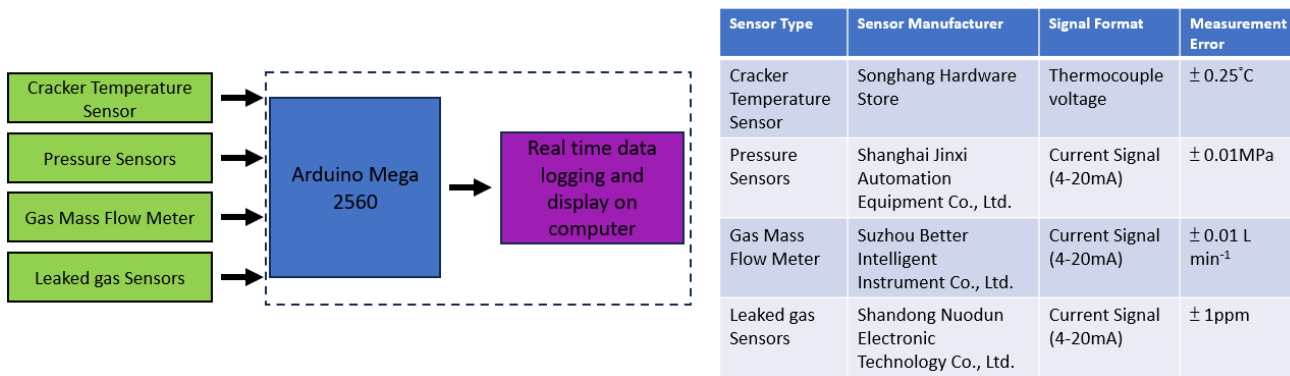 Cracker Temperature
Sensor
Pressure Sensors
Gas Mass Flow Meter
Leaked gas Sensors
Arduino Mega
2560
Real time data
logging and
display on
computer
Sensor Type
Sensor Manufacturer
Signal Format
Measurement
Error
Cracker
Temperature
Sensor
Songhang Hardware
Store
Thermocouple
voltage
± 0.25°C
Pressure
Sensors
Shanghai Jinxi
Automation
Equipment Co., Ltd.
Current Signal
(4-20mA)
± 0.01MPa
Gas Mass
Flow Meter
Suzhou Better
Intelligent
Instrument Co., Ltd.
Current Signal
(4-20mA)
± 0.01 L
min⁻¹
Leaked gas
Sensors
Shandong Nuodun
Electronic
Technology Co., Ltd.
Current Signal
(4-20mA)
± 1ppm